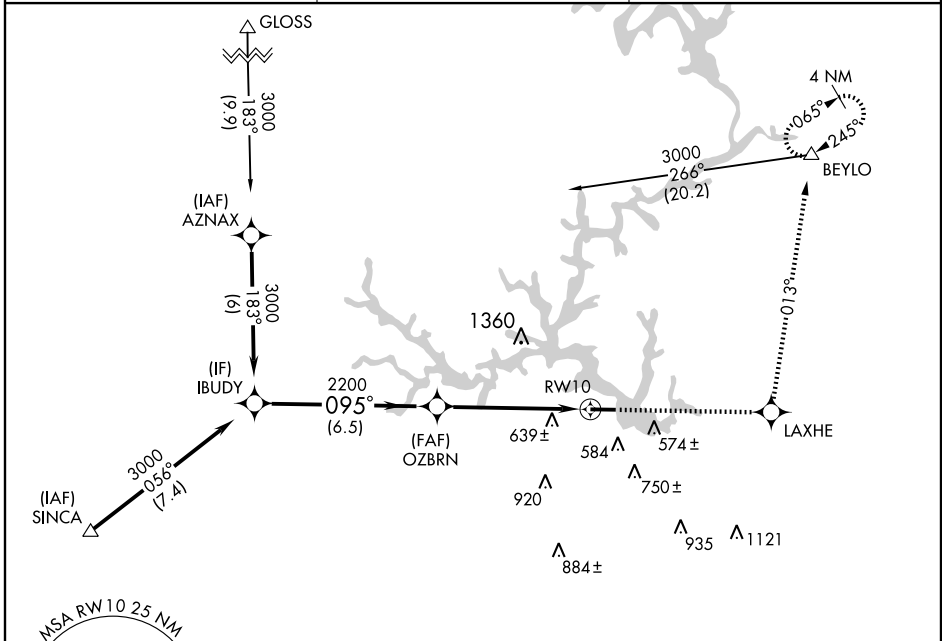 GLOSS
3000
183°
(9.9)
4 NM
065°
245°
BEYLO
3000
266°
(20.2)
(IAF)
AZNAX
3000
183°
(6)
013°
1360
(IF)
IBUDY
2200
095°
(6.5)
RW10
(FAF)
OZBRN
639±
584
574±
LAXHE
3000
056°
(7.4)
(IAF)
SINCA
920
750±
935
1121
884±
MSA RW10 25 NM